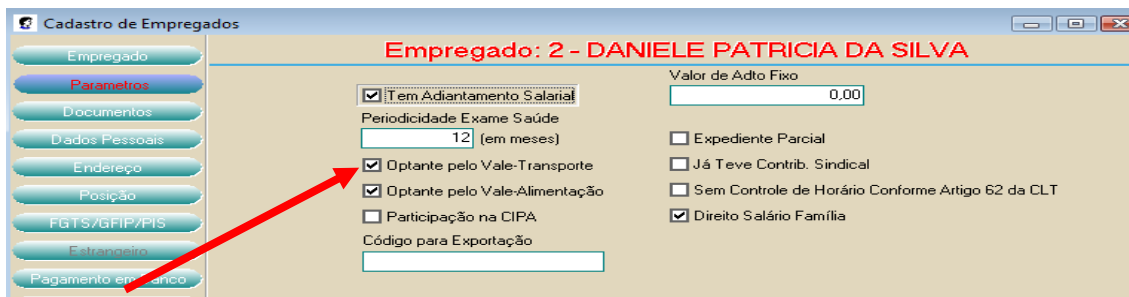 Cadastro de Empregados
Empregado
Parametros
Documentos
Dados Pessoais
Endereço
Posição
FGTS/GFIP/PIS
Estrangeiro
Pagamento em Banco
Empregado: 2 - DANIELE PATRICIA DA SILVA
Valor de Adto Fixo
Tem Adiantamento Salarial
0,00
Periodicidade Exame Saúde
12 (em meses)
Expediente Parcial
Optante pelo Vale-Transporte
Já Teve Contrib. Sindical
Optante pelo Vale-Alimentação
Sem Controle de Horário Conforme Artigo 62 da CLT
Participação na CIPA
Direito Salário Família
Código para Exportação